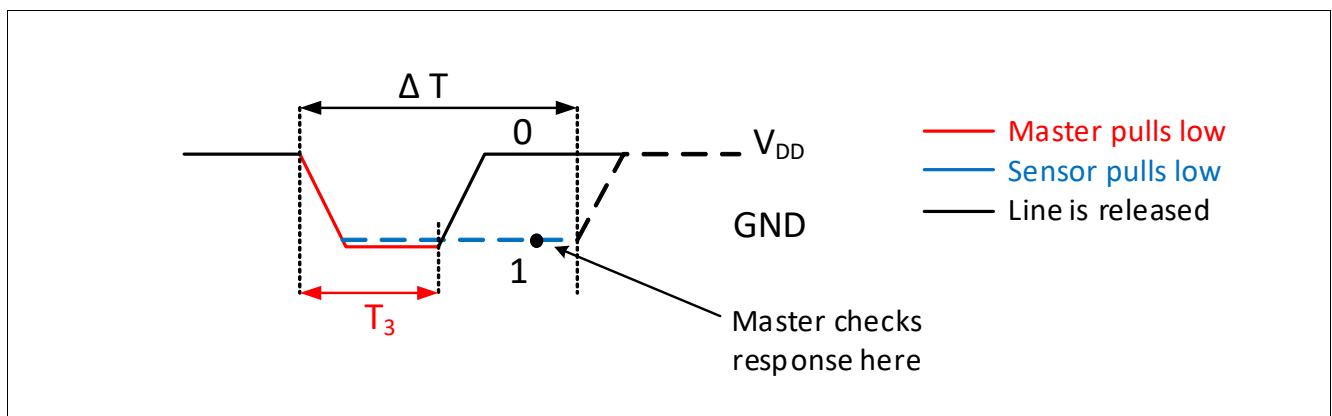 Δ T
0
V_DD
GND
1
T_3
Master checks
response here
Master pulls low
Sensor pulls low
Line is released